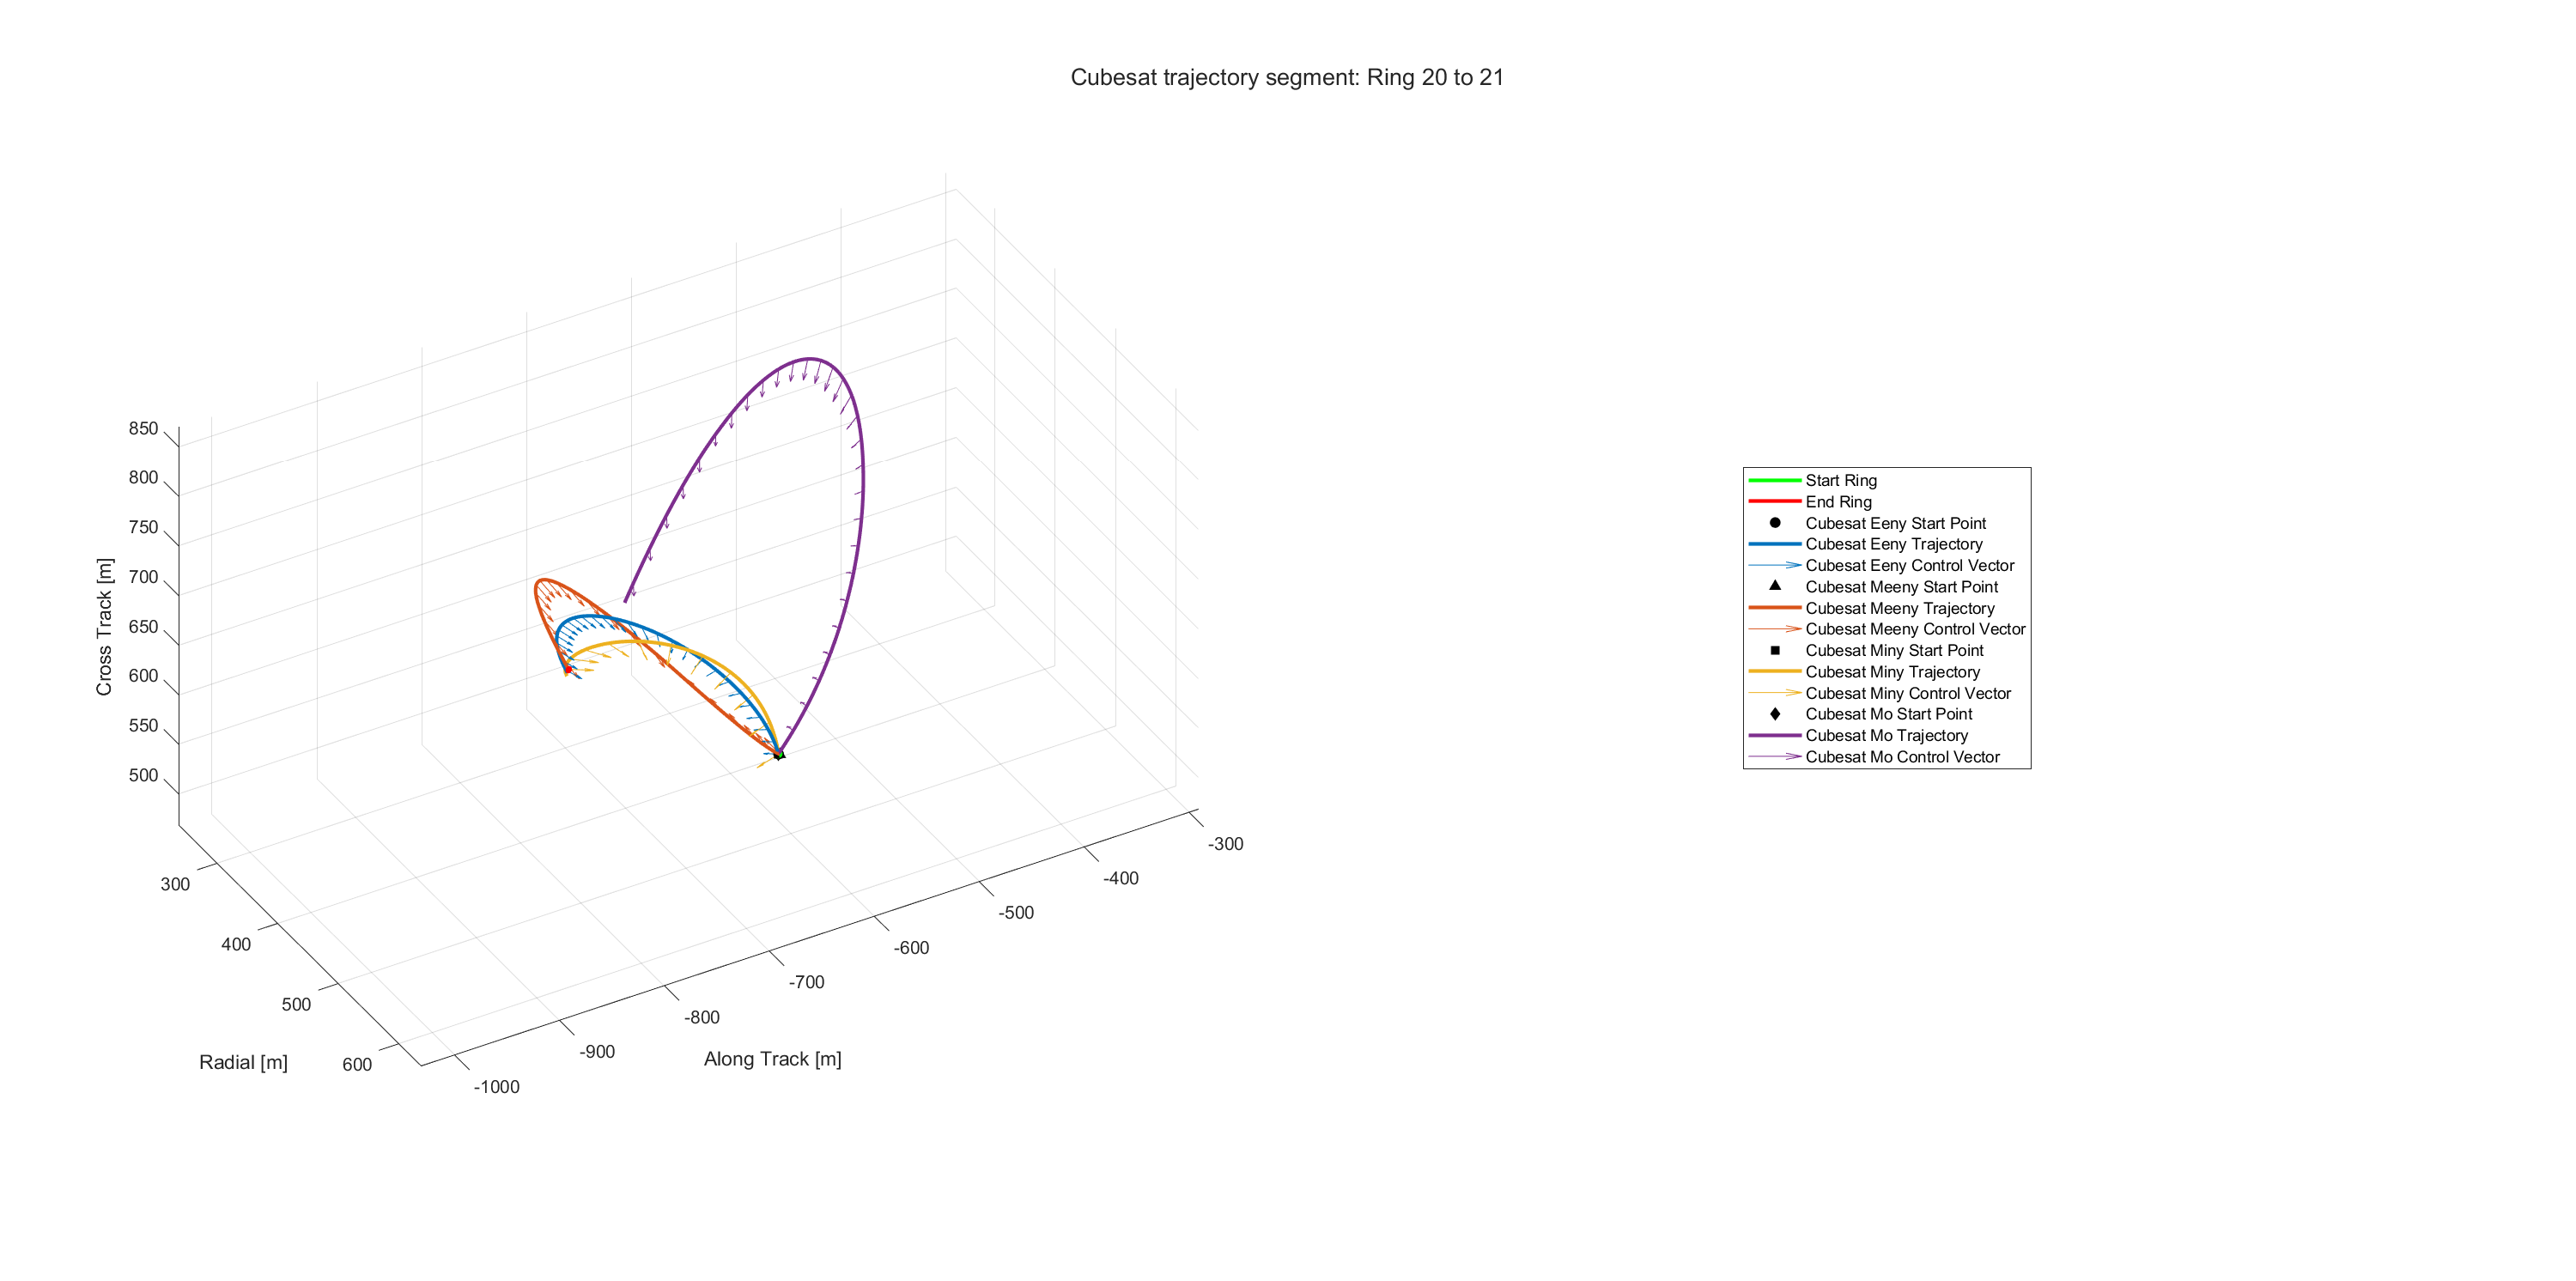 Cubesat trajectory segment: Ring 20 to 21
850
800
750
700
650
600
550
500
Cross Track [m]
300
400
500
600
Radial [m]
-1000
-900
-800
-700
-600
-500
-400
-300
Along Track [m]
Start Ring
End Ring
Cubesat Eeny Start Point
Cubesat Eeny Trajectory
Cubesat Eeny Control Vector
Cubesat Meeny Start Point
Cubesat Meeny Trajectory
Cubesat Meeny Control Vector
Cubesat Miny Start Point
Cubesat Miny Trajectory
Cubesat Miny Control Vector
Cubesat Mo Start Point
Cubesat Mo Trajectory
Cubesat Mo Control Vector